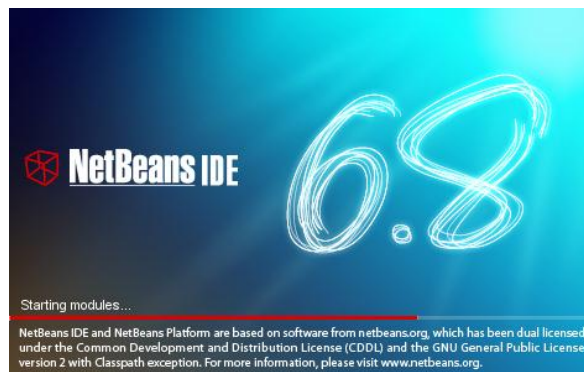 NetBeans IDE
6.8
Starting modules...
NetBeans IDE and NetBeans Platform are based on software from netbeans.org, which has been dual licensed
under the Common Development and Distribution License (CDDL) and the GNU General Public License
version 2 with Classpath exception. For more information, please visit www.netbeans.org.